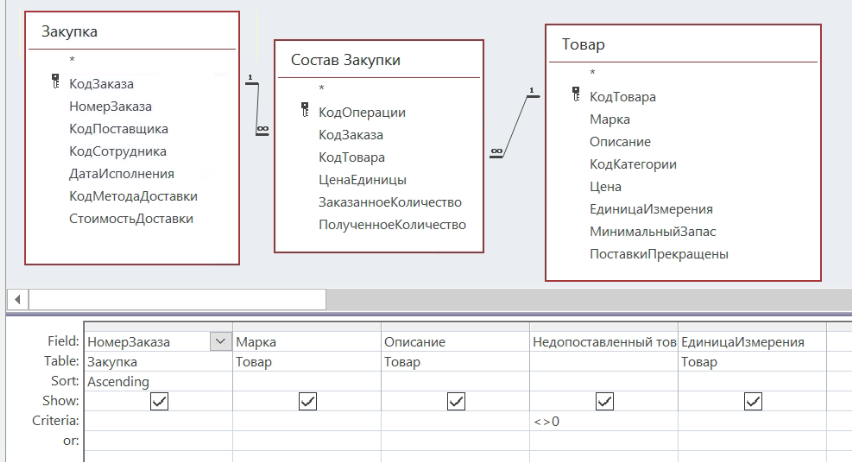 Закупка
*
КодЗаказа
НомерЗаказа
КодПоставщика
КодСотрудника
ДатаИсполнения
КодМетодаДоставки
СтоимостьДоставки
1
∞
Состав Закупки
*
КодОперации
КодЗаказа
КодТовара
ЦенаЕдиницы
ЗаказанноеКоличество
ПолученноеКоличество
1
∞
Товар
*
КодТовара
Марка
Описание
КодКатегории
Цена
ЕдиницаИзмерения
МинимальныйЗапас
ПоставкиПрекращены
Field: НомерЗаказа Марка Описание Недопоставленный тов ЕдиницаИзмерения
Table: Закупка Товар Товар Товар
Sort: Ascending
Show:
Criteria: <>0
or: